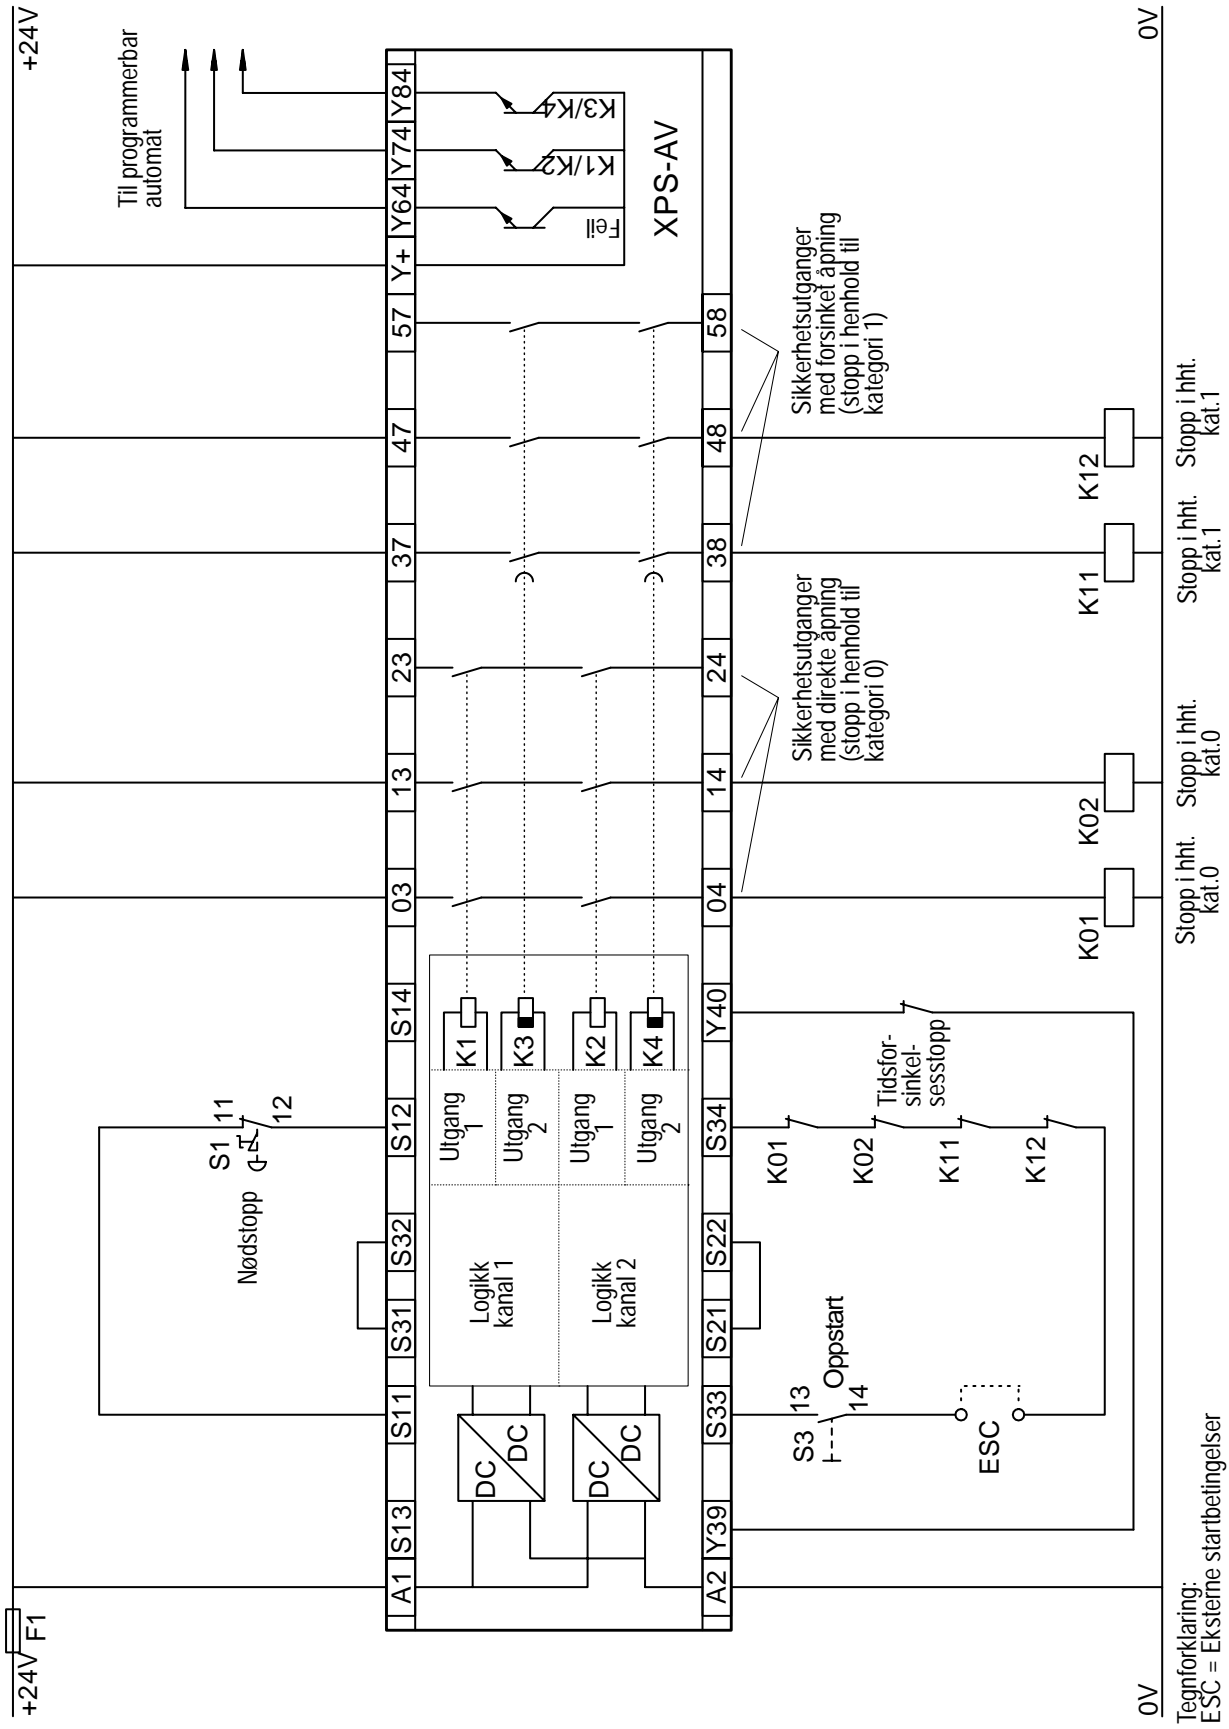 +24V
F1
+24V
Til programmerbar
automat
Nødstopp
S1
11
12
A1
S13
S11
S31
S32
S12
S14
03
13
23
37
47
57
Y+
Y64
Y74
Y84
DC
DC
DC
DC
Logikk
kanal 1
Logikk
kanal 2
Utgang
1
Utgang
2
Utgang
1
Utgang
2
K1
K3
K2
K4
Feil
K1/K2
K3/K4
XPS-AV
A2
Y39
S33
S21
S22
S34
Y40
04
14
24
38
48
58
S3
13
14
Oppstart
ESC
K01
K02
K11
K12
Tidsfor-
sinkel-
sesstopp
Sikkerhetsutganger
med direkte åpning
(stopp i henhold til
kategori 0)
Sikkerhetsutganger
med forsinket åpning
(stopp i henhold til
kategori 1)
K01
K02
K11
K12
0V
0V
Stopp i hht.
kat.0
Stopp i hht.
kat.0
Stopp i hht.
kat.1
Stopp i hht.
kat.1
Tegnforklaring:
ESC = Eksterne startbetingelser